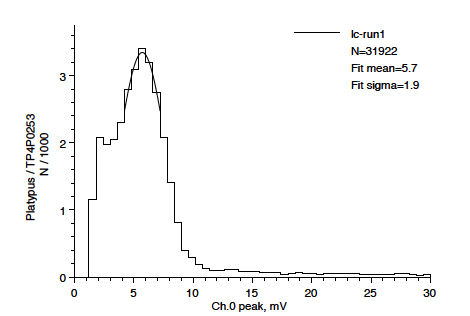 lc-run1
N=31922
Fit mean=5.7
Fit sigma=1.9
Platypus / TP4P0253
N / 1000
3
2
1
0
0 5 10 15 20 25 30
Ch.0 peak, mV